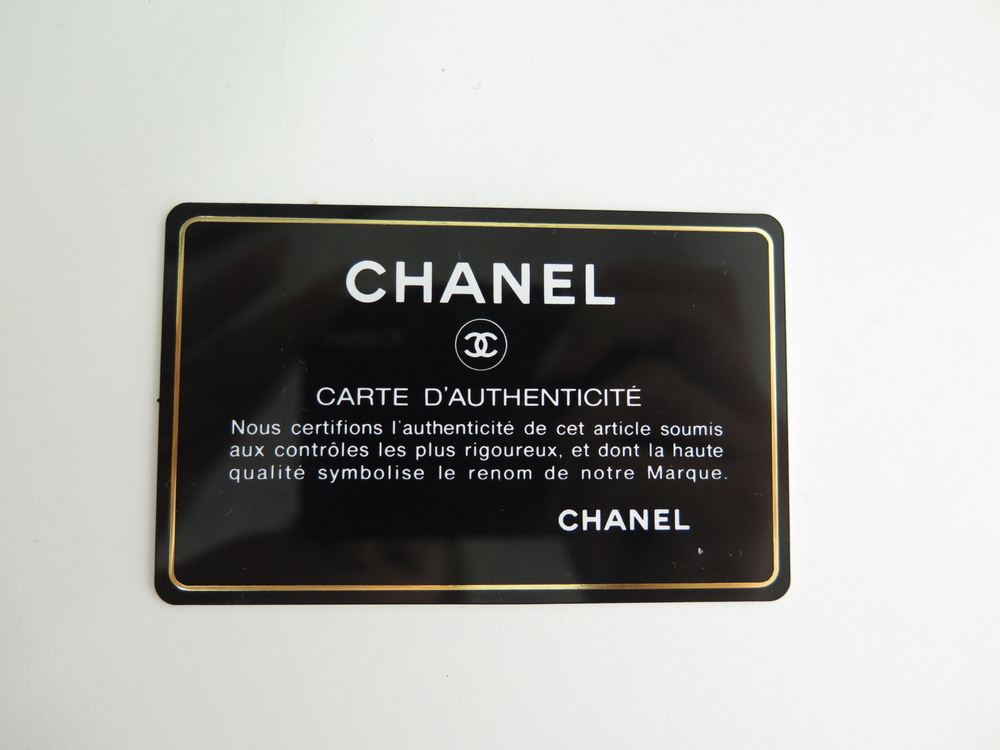 CHANEL
CARTE D'AUTHENTICITÉ
Nous certifions l'authenticité de cet article soumis
aux contrôles les plus rigoureux, et dont la haute
qualité symbolise le renom de notre Marque.
CHANEL